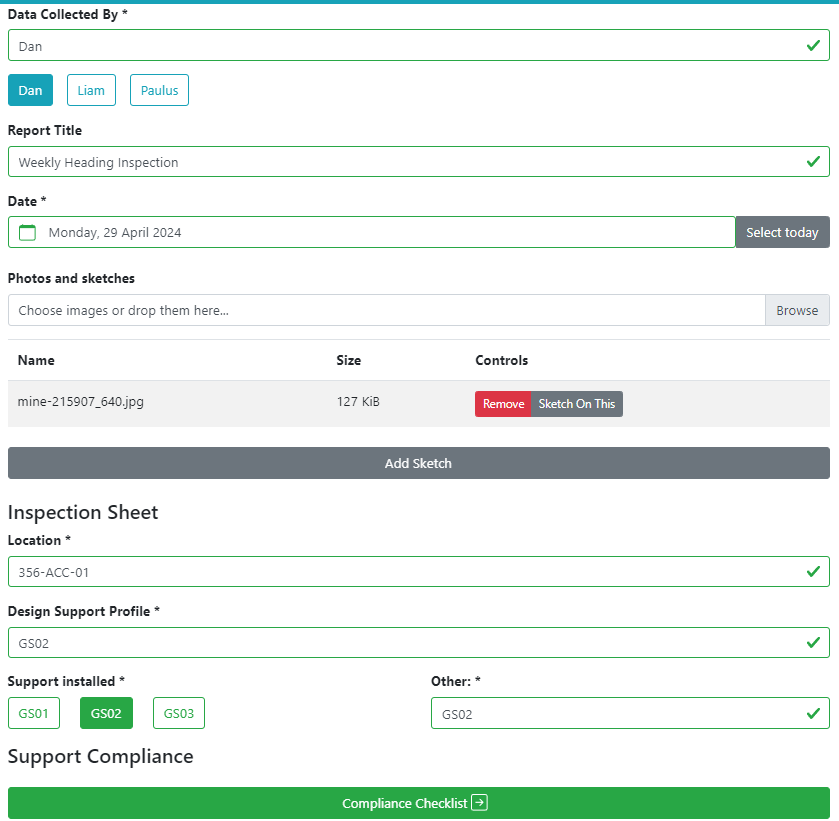 Data Collected By *
Dan
Dan Liam Paulus
Report Title
Weekly Heading Inspection
Date *
Monday, 29 April 2024 Select today
Photos and sketches
Choose images or drop them here... Browse
Name Size Controls
mine-215907_640.jpg 127 KiB Remove Sketch On This
Add Sketch
Inspection Sheet
Location *
356-ACC-01
Design Support Profile *
GS02
Support installed * Other: *
GS01 GS02 GS03 GS02
Support Compliance
Compliance Checklist